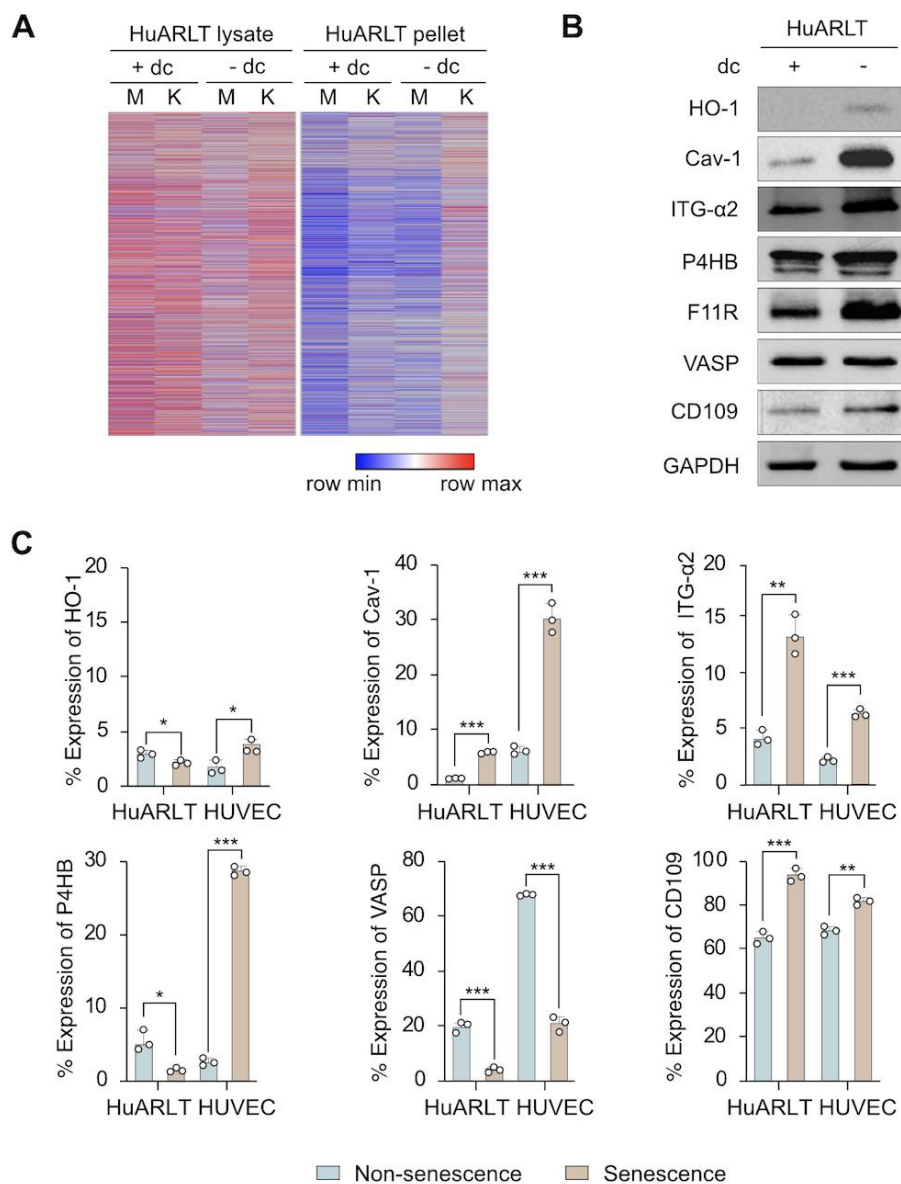 A
HuARLT lysate HuARLT pellet
+ dc - dc + dc - dc
M K M K M K M K
row min row max
B
HuARLT
dc + -
HO-1
Cav-1
ITG-α2
P4HB
F11R
VASP
CD109
GAPDH
C
% Expression of HO-1
20
15
10
5
0
* *
HuARLT HUVEC
% Expression of Cav-1
40
30
20
10
0
*** ***
HuARLT HUVEC
% Expression of ITG-α2
20
15
10
5
0
** ***
HuARLT HUVEC
% Expression of P4HB
30
20
10
0
* ***
HuARLT HUVEC
% Expression of VASP
80
60
40
20
0
*** ***
HuARLT HUVEC
% Expression of CD109
100
80
60
40
20
0
*** **
HuARLT HUVEC
Non-senescence Senescence